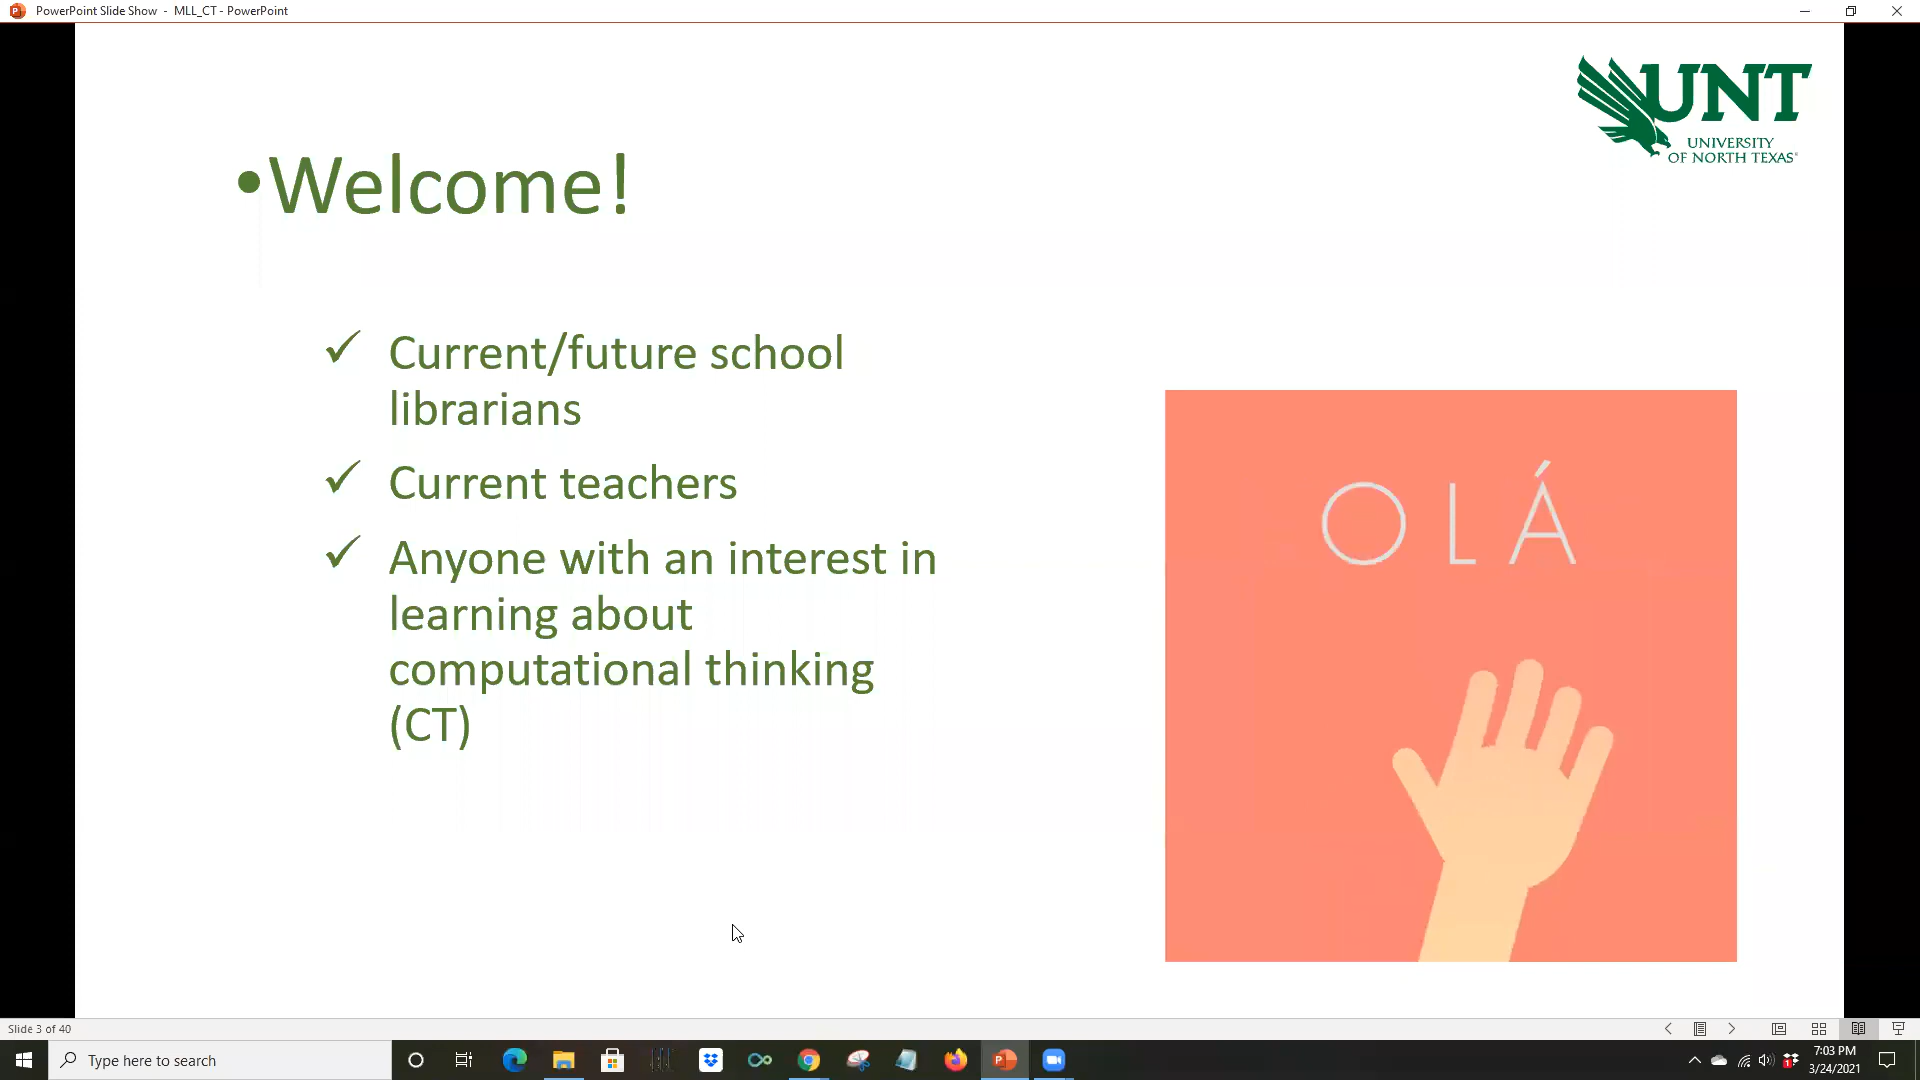 PowerPoint Slide Show - MLL_CT - PowerPoint
UNT
UNIVERSITY
OF NORTH TEXAS®
•Welcome!
✓ Current/future school
librarians
✓ Current teachers
✓ Anyone with an interest in
learning about
computational thinking
(CT)
OLÁ
Slide 3 of 40
Type here to search
7:03 PM
3/24/2021